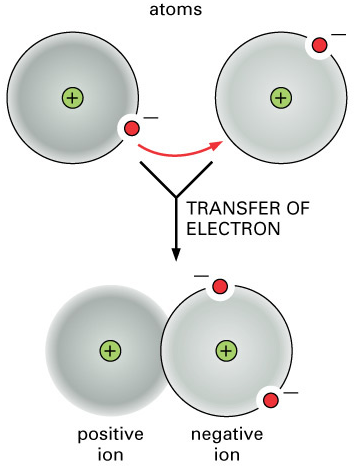 atoms
+
−
+
−
TRANSFER OF
ELECTRON
−
+
+
−
positive
ion
negative
ion